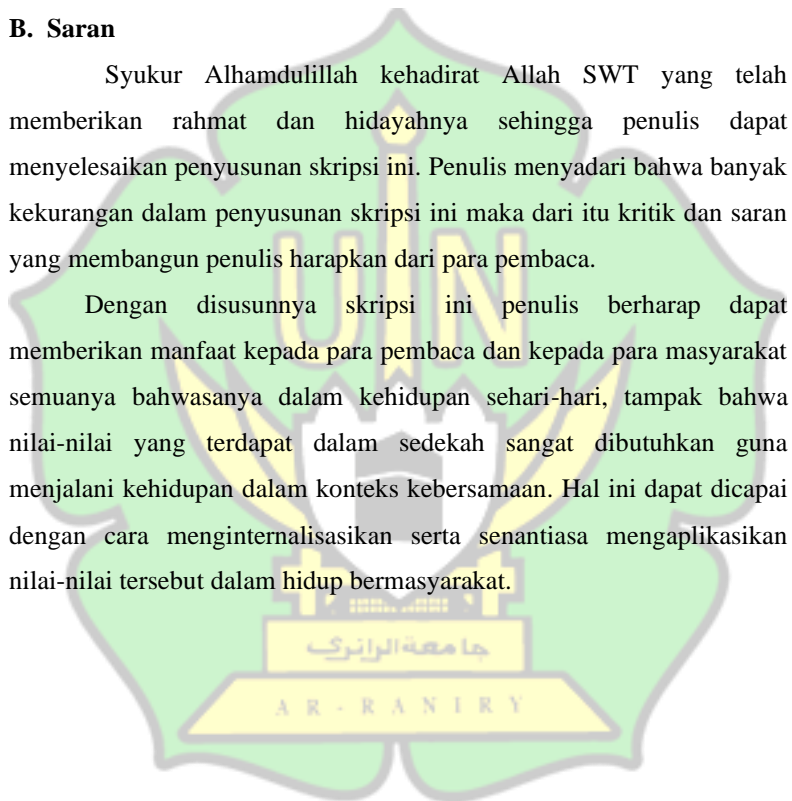 B. Saran
Syukur Alhamdulillah kehadirat Allah SWT yang telah
memberikan rahmat dan hidayahnya sehingga penulis dapat
menyelesaikan penyusunan skripsi ini. Penulis menyadari bahwa banyak
kekurangan dalam penyusunan skripsi ini maka dari itu kritik dan saran
yang membangun penulis harapkan dari para pembaca.
Dengan disusunnya skripsi ini penulis berharap dapat
memberikan manfaat kepada para pembaca dan kepada para masyarakat
semuanya bahwasanya dalam kehidupan sehari-hari, tampak bahwa
nilai-nilai yang terdapat dalam sedekah sangat dibutuhkan guna
menjalani kehidupan dalam konteks kebersamaan. Hal ini dapat dicapai
dengan cara menginternalisasikan serta senantiasa mengaplikasikan
nilai-nilai tersebut dalam hidup bermasyarakat.
UIN
جامعة الرانري
AR-RANIRY